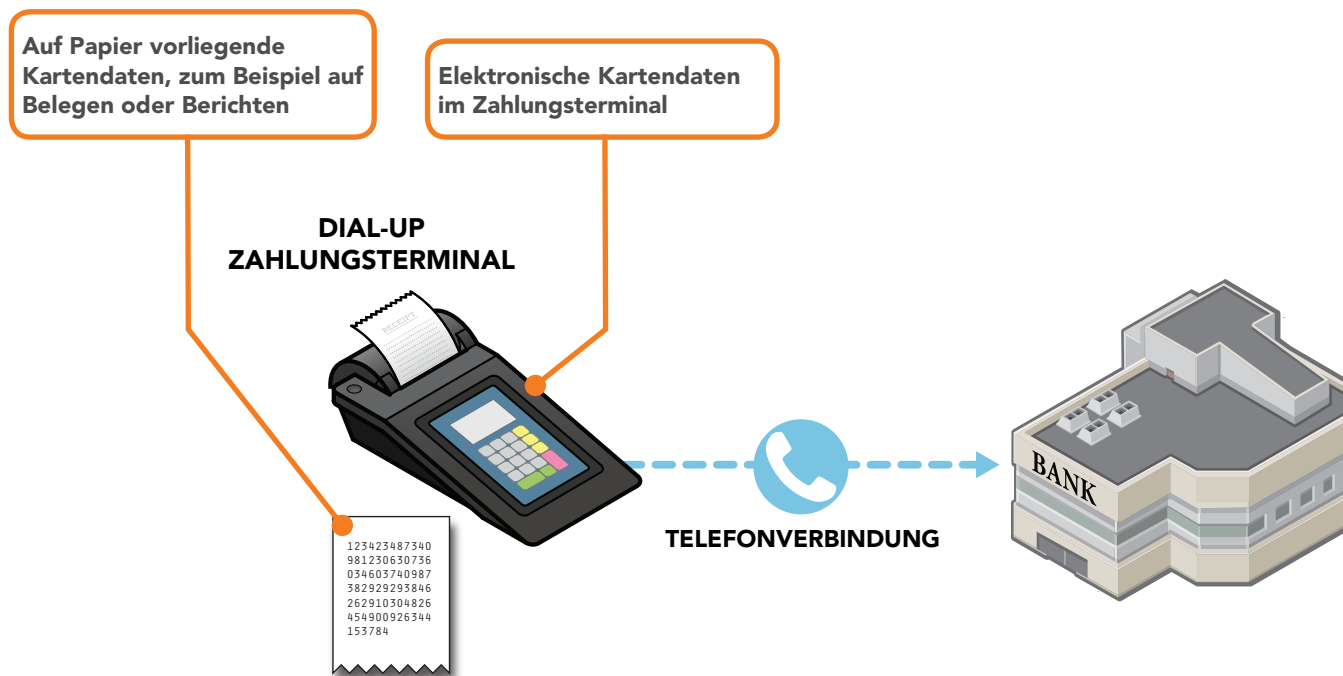 Auf Papier vorliegende
Kartendaten, zum Beispiel auf
Belegen oder Berichten
Elektronische Kartendaten
im Zahlungsterminal
DIAL-UP
ZAHLUNGSTERMINAL
RECEIPT
BANK
TELEFONVERBINDUNG
123423487340
981230630736
034603740987
382929293846
262910304826
454900926344
153784